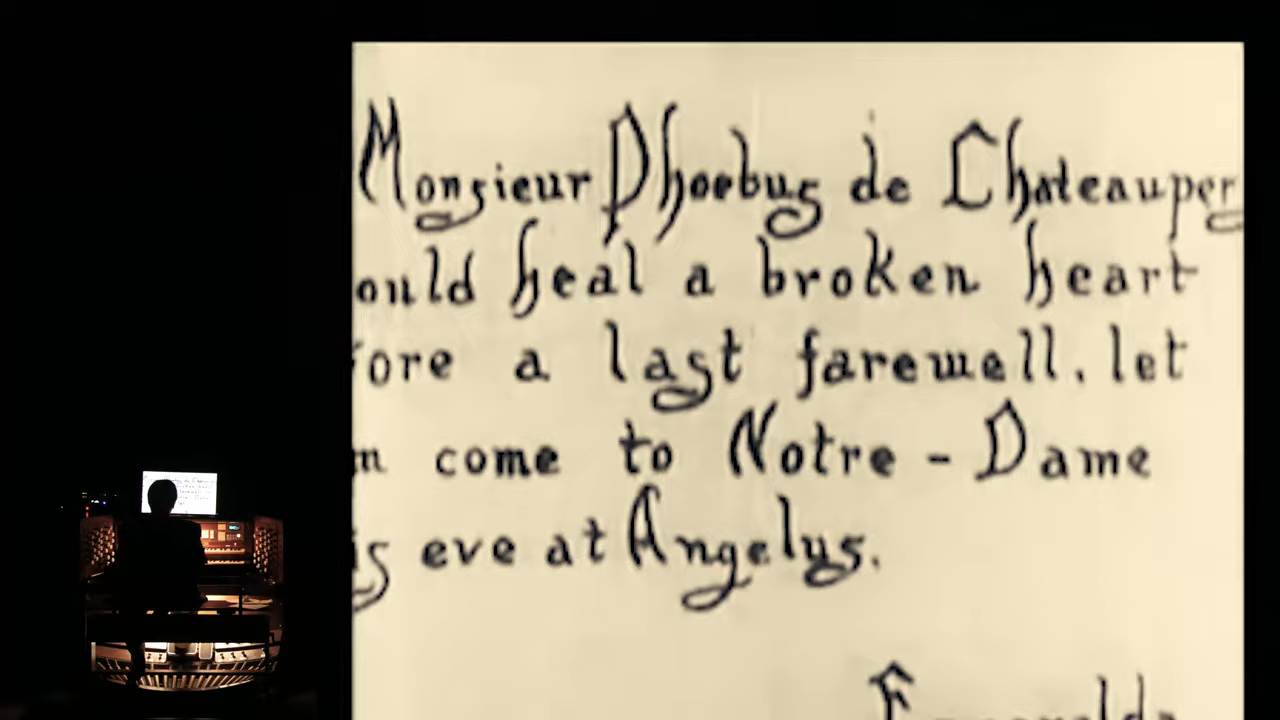 Monsieur Phoebus de Chateauper
ould heal a broken heart
fore a last farewell, let
m come to Notre-Dame
is eve at Angelus.
Esmeralda